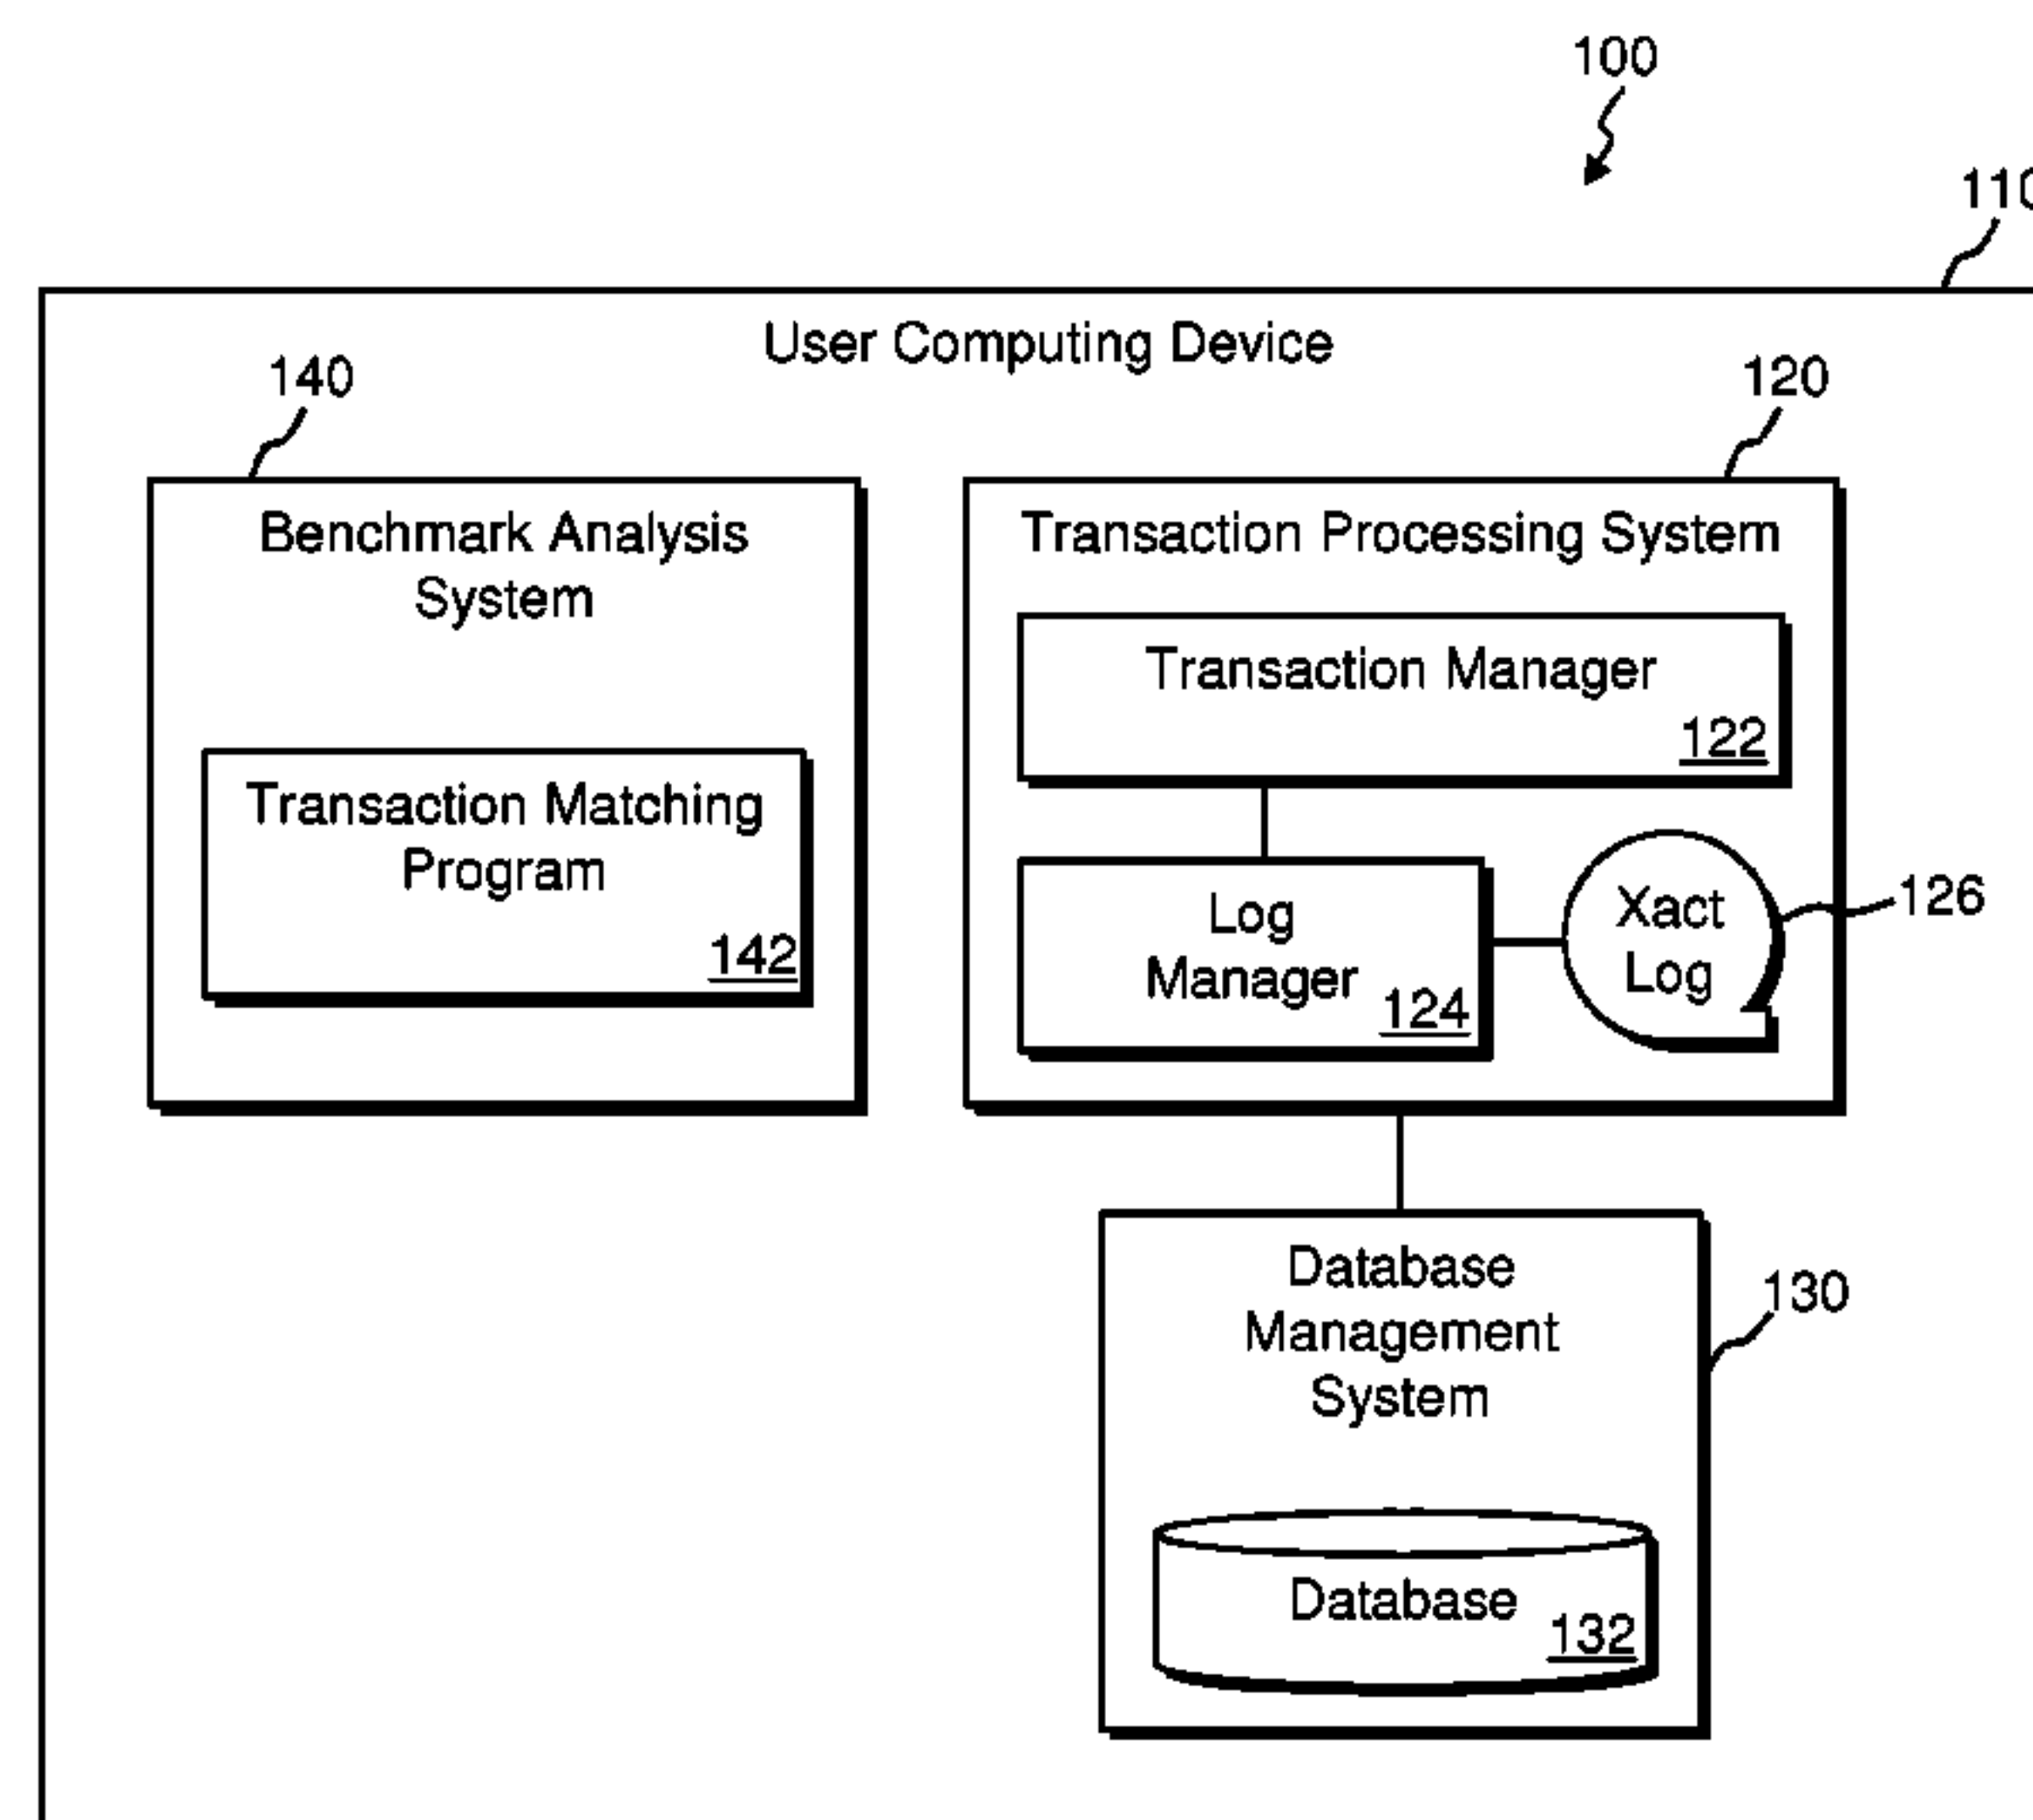 100
110
User Computing Device
140
120
Benchmark Analysis
System
Transaction Processing System
Transaction Manager
122
Transaction Matching
Program
142
Log
Manager
124
Xact
Log
126
Database
Management
System
130
Database
132